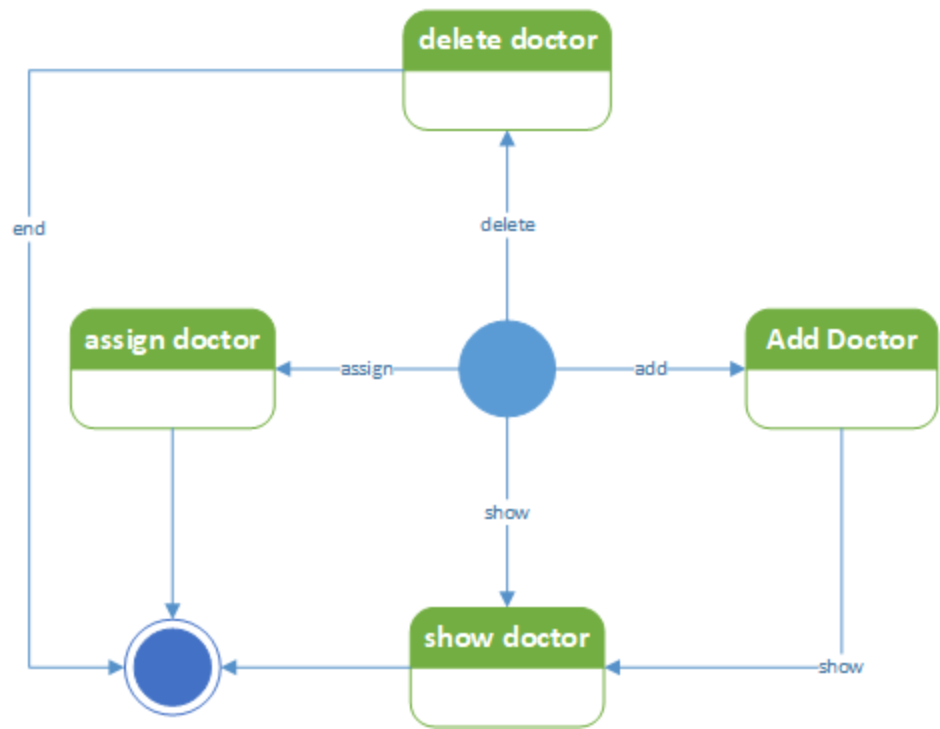 delete doctor
end
delete
assign doctor
assign
add
Add Doctor
show
show doctor
show